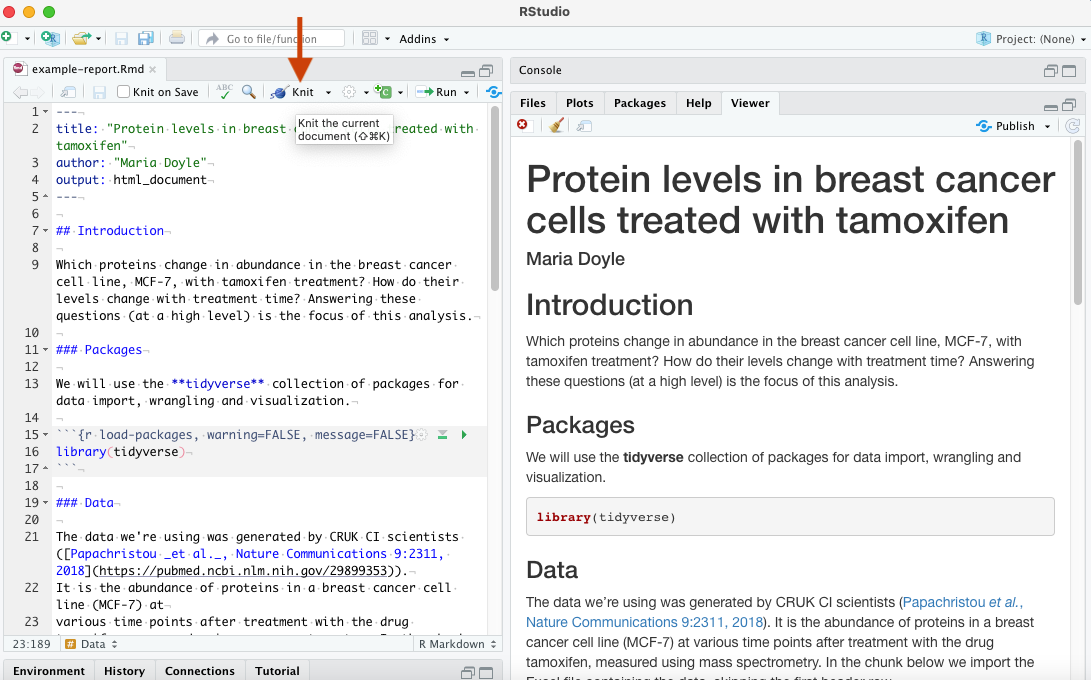 RStudio
Go to file/function
Addins
Project: (None)
example-report.Rmd
Knit on Save
ABC
Knit
Run
Knit the current
document (⇧⌘K)
1 ---
2 title: "Protein levels in breast reated with
tamoxifen"
3 author: "Maria Doyle"
4 output: html_document
5 ---
6
7 ## Introduction
8
9 Which proteins change in abundance in the breast cancer
cell line, MCF-7, with tamoxifen treatment? How do their
levels change with treatment time? Answering these
questions (at a high level) is the focus of this analysis.
10
11 ### Packages
12
13 We will use the **tidyverse** collection of packages for
data import, wrangling and visualization.
14
15 ```{r load-packages, warning=FALSE, message=FALSE}
16 library(tidyverse)
17 ```
18
19 ### Data
20
21 The data we're using was generated by CRUK CI scientists
([Papachristou _et al._, Nature Communications 9:2311,
2018](https://pubmed.ncbi.nlm.nih.gov/29899353)).
22 It is the abundance of proteins in a breast cancer cell
line (MCF-7) at
23 various time points after treatment with the drug
23:189
# Data
R Markdown
Environment History Connections Tutorial
Console
Files Plots Packages Help Viewer
Publish
Protein levels in breast cancer
cells treated with tamoxifen
Maria Doyle
Introduction
Which proteins change in abundance in the breast cancer cell line, MCF-7, with
tamoxifen treatment? How do their levels change with treatment time? Answering
these questions (at a high level) is the focus of this analysis.
Packages
We will use the tidyverse collection of packages for data import, wrangling and
visualization.
library(tidyverse)
Data
The data we're using was generated by CRUK CI scientists (Papachristou et al.,
Nature Communications 9:2311, 2018). It is the abundance of proteins in a breast
cancer cell line (MCF-7) at various time points after treatment with the drug
tamoxifen, measured using mass spectrometry. In the chunk below we import the
Excel file containing the data, skipping the first header row.